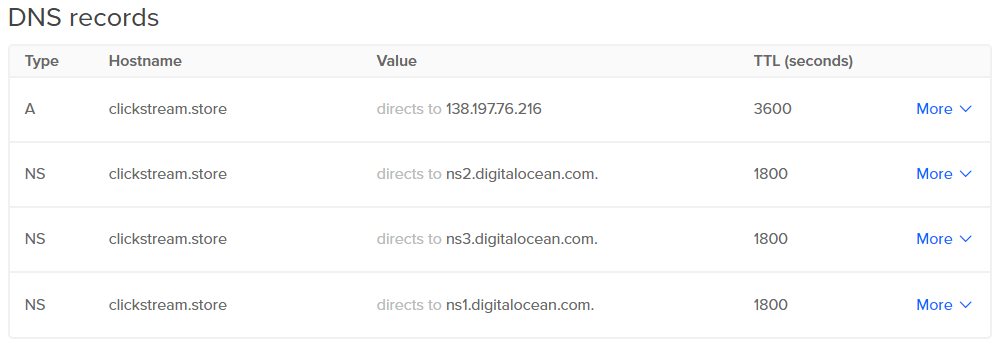 DNS records
Type Hostname Value TTL (seconds)
A clickstream.store directs to 138.197.76.216 3600 More
NS clickstream.store directs to ns2.digitalocean.com. 1800 More
NS clickstream.store directs to ns3.digitalocean.com. 1800 More
NS clickstream.store directs to ns1.digitalocean.com. 1800 More